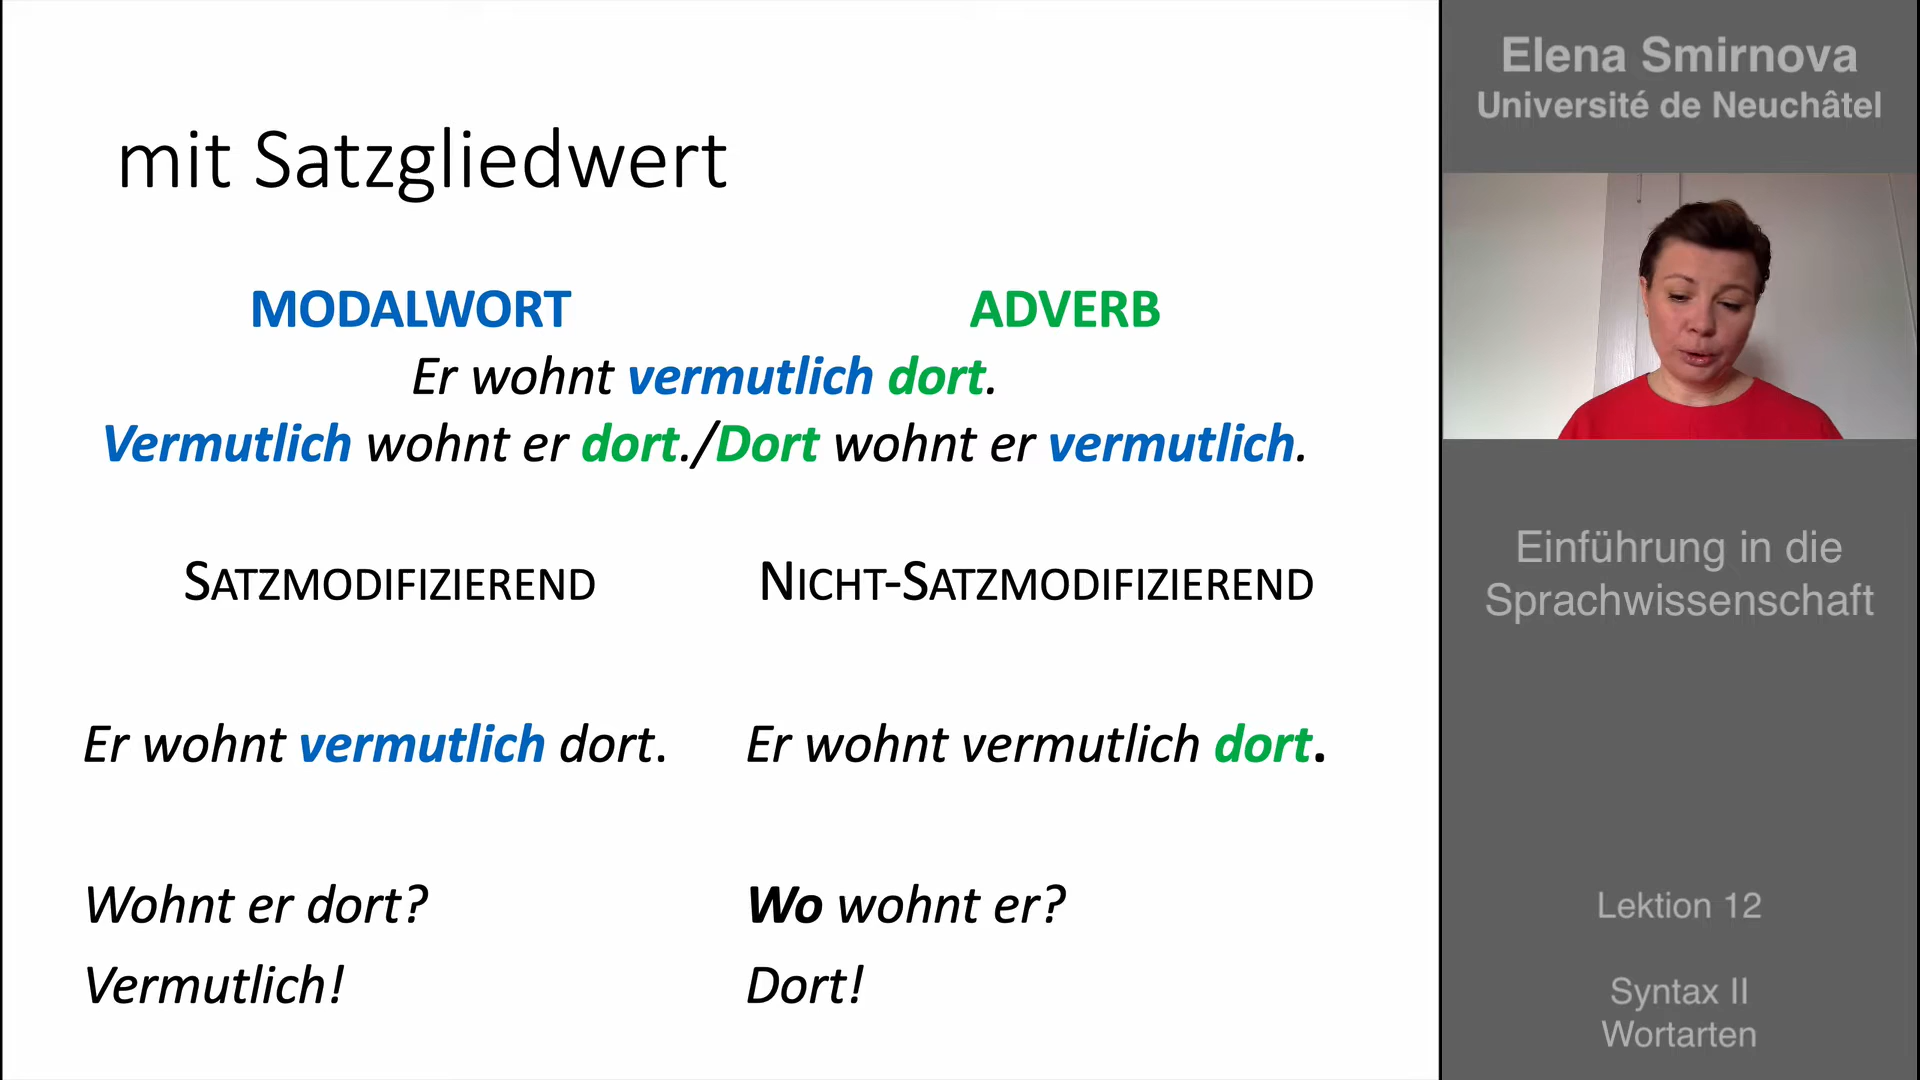 mit Satzgliedwert
MODALWORT ADVERB
Er wohnt vermutlich dort.
Vermutlich wohnt er dort./Dort wohnt er vermutlich.
SATZMODIFIZIEREND NICHT-SATZMODIFIZIEREND
Er wohnt vermutlich dort. Er wohnt vermutlich dort.
Wohnt er dort? Wo wohnt er?
Vermutlich! Dort!
Elena Smirnova
Université de Neuchâtel
Einführung in die
Sprachwissenschaft
Lektion 12
Syntax II
Wortarten